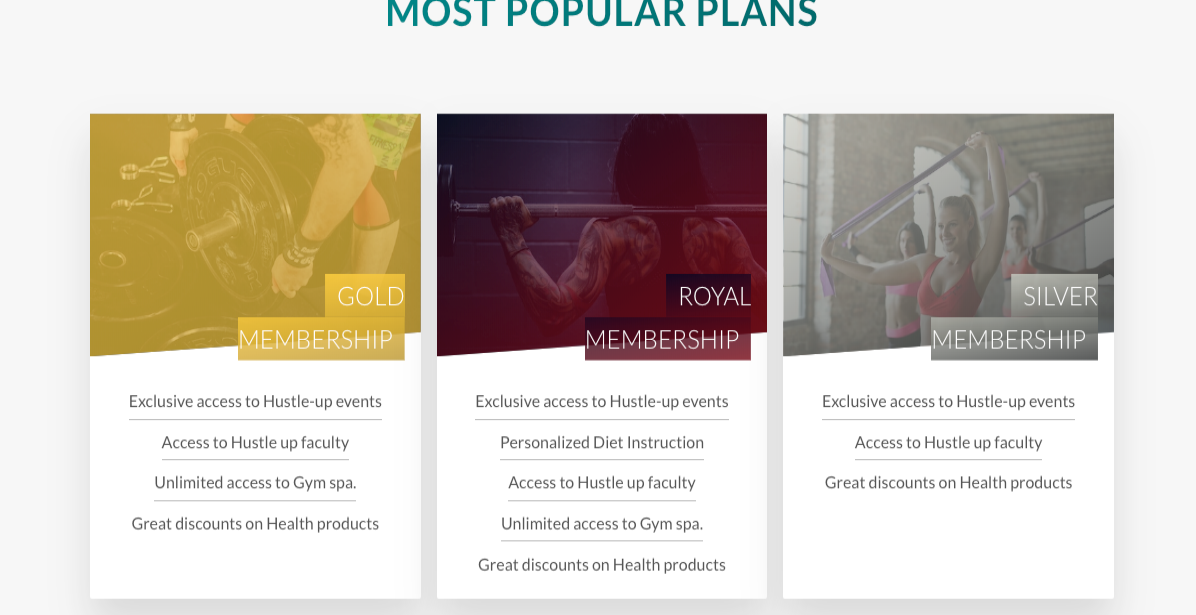 MOST POPULAR PLANS
GOLD
MEMBERSHIP
Exclusive access to Hustle-up events
Access to Hustle up faculty
Unlimited access to Gym spa.
Great discounts on Health products
ROYAL
MEMBERSHIP
Exclusive access to Hustle-up events
Personalized Diet Instruction
Access to Hustle up faculty
Unlimited access to Gym spa.
Great discounts on Health products
SILVER
MEMBERSHIP
Exclusive access to Hustle-up events
Access to Hustle up faculty
Great discounts on Health products